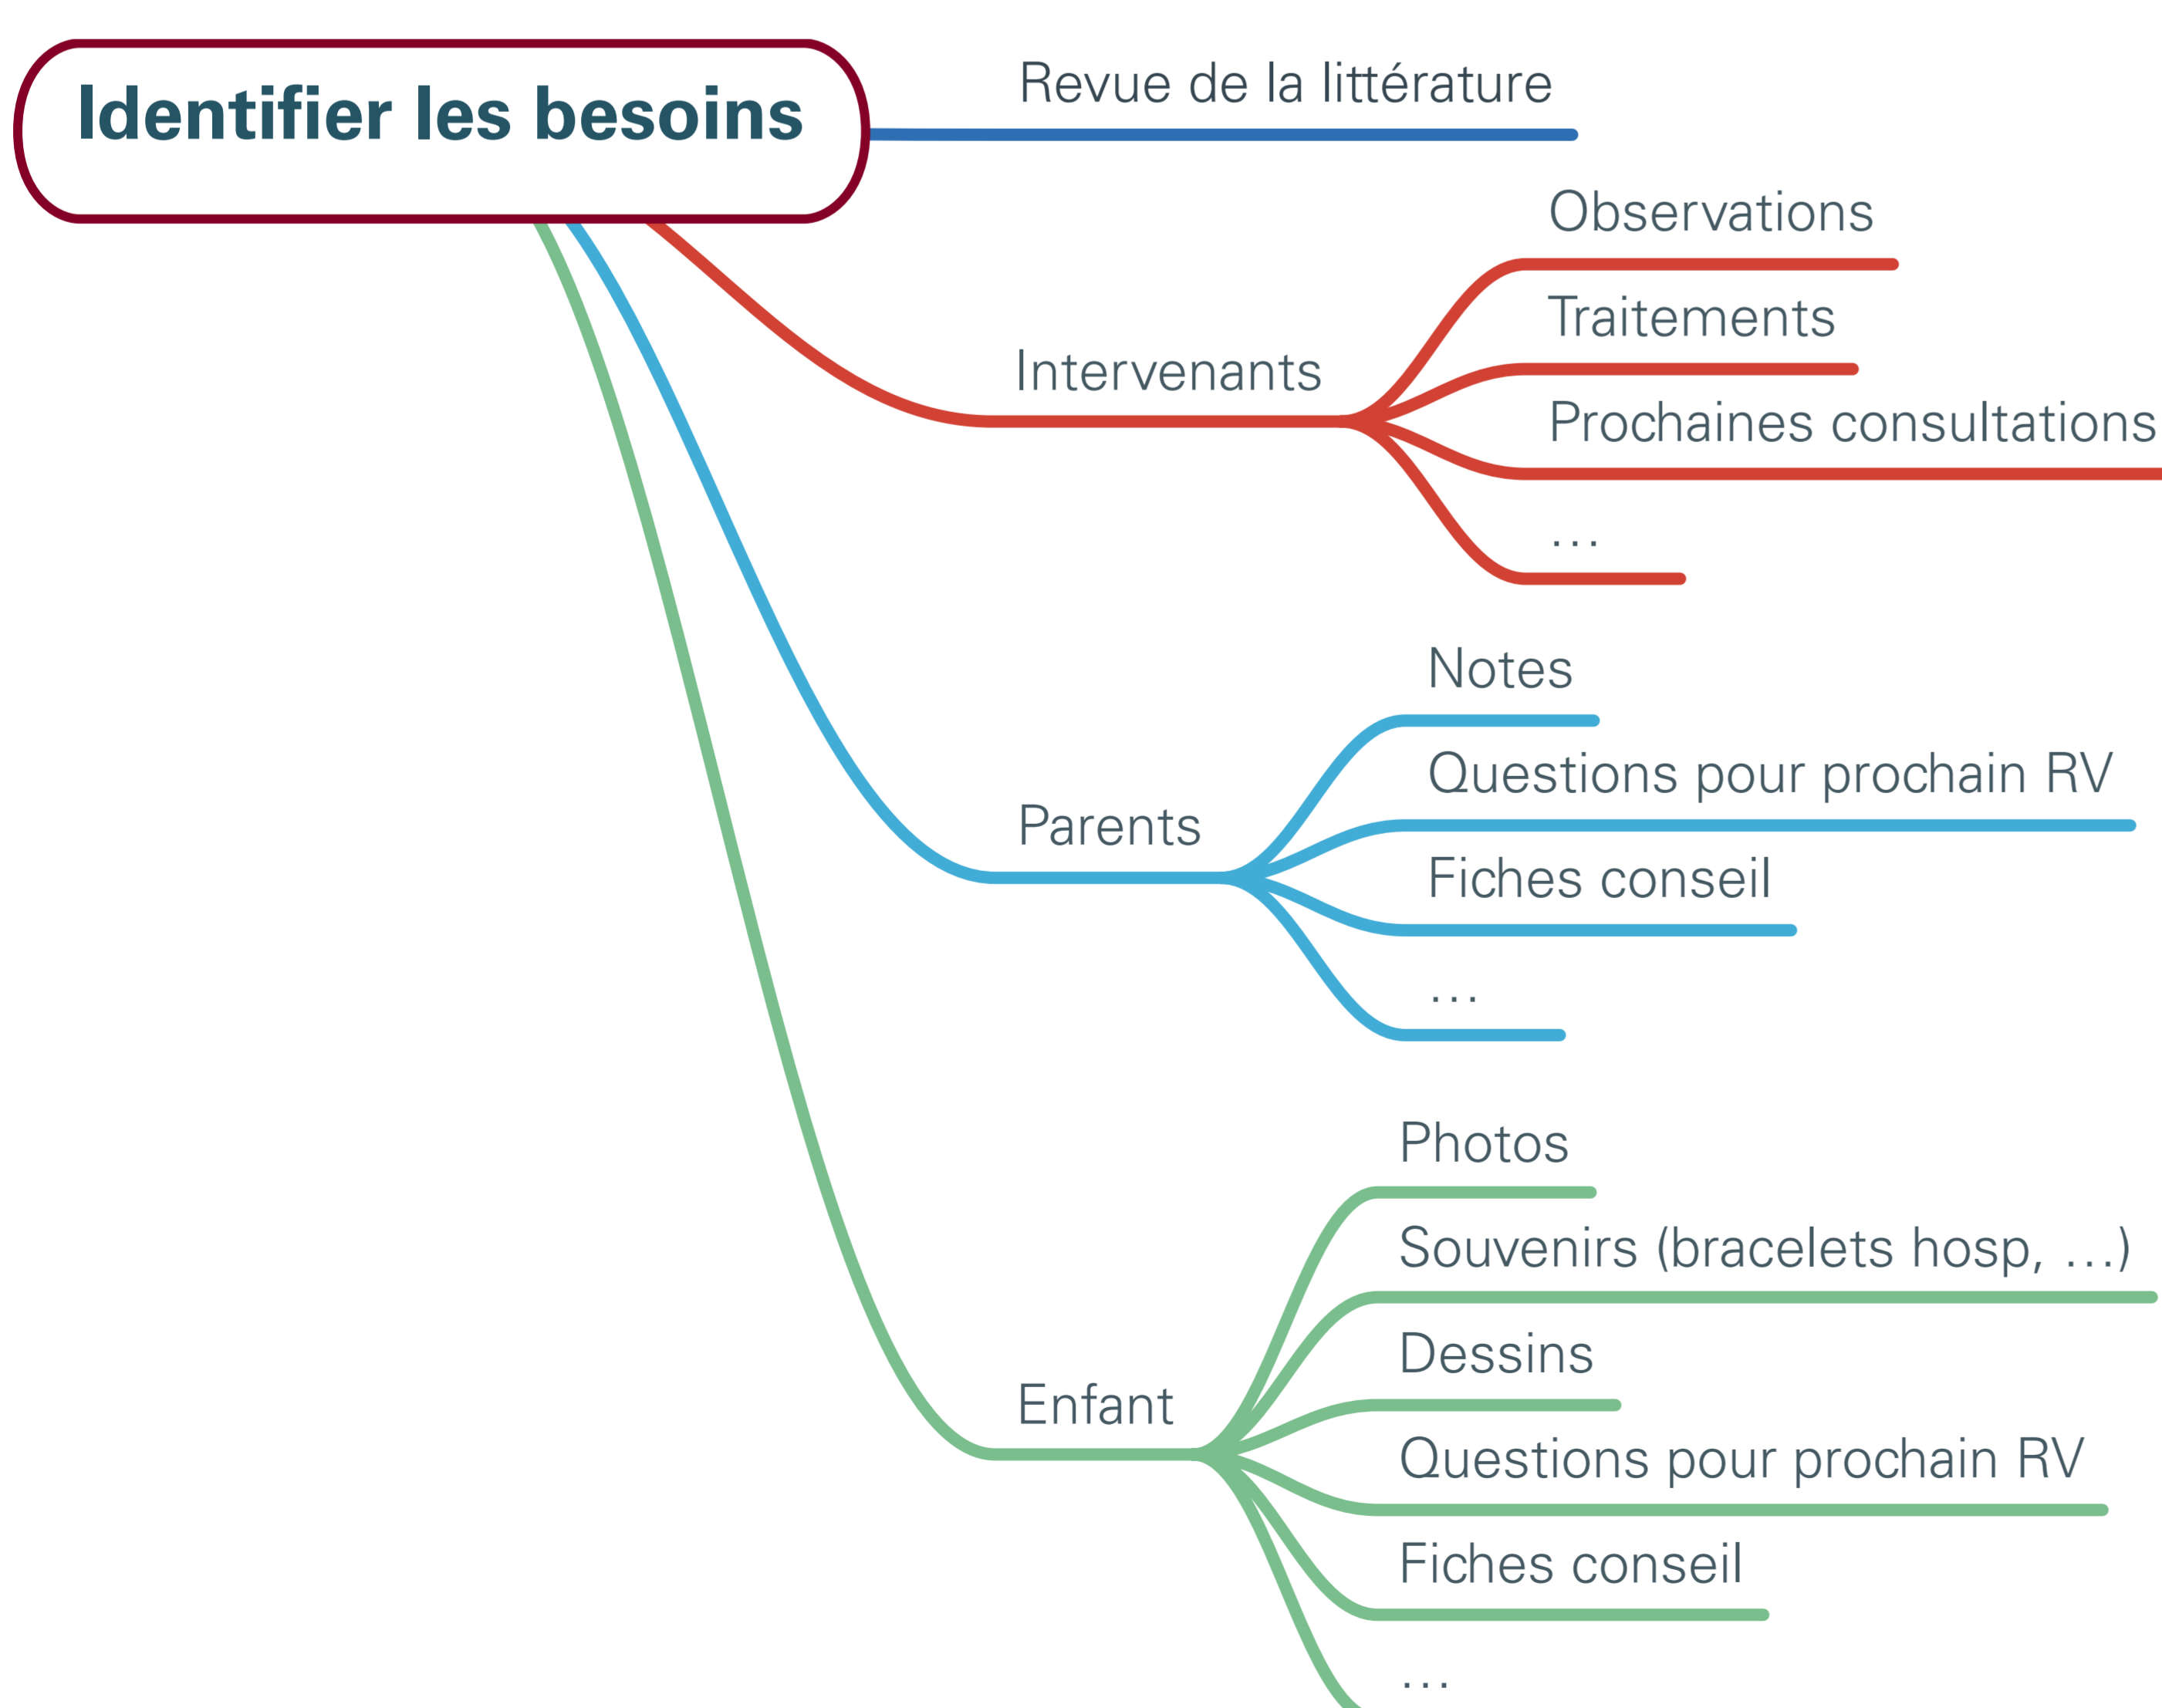 Identifier les besoins
Revue de la littérature
Intervenants
Observations
Traitements
Prochaines consultations
...
Parents
Notes
Questions pour prochain RV
Fiches conseil
...
Enfant
Photos
Souvenirs (bracelets hosp, ...)
Dessins
Questions pour prochain RV
Fiches conseil
...